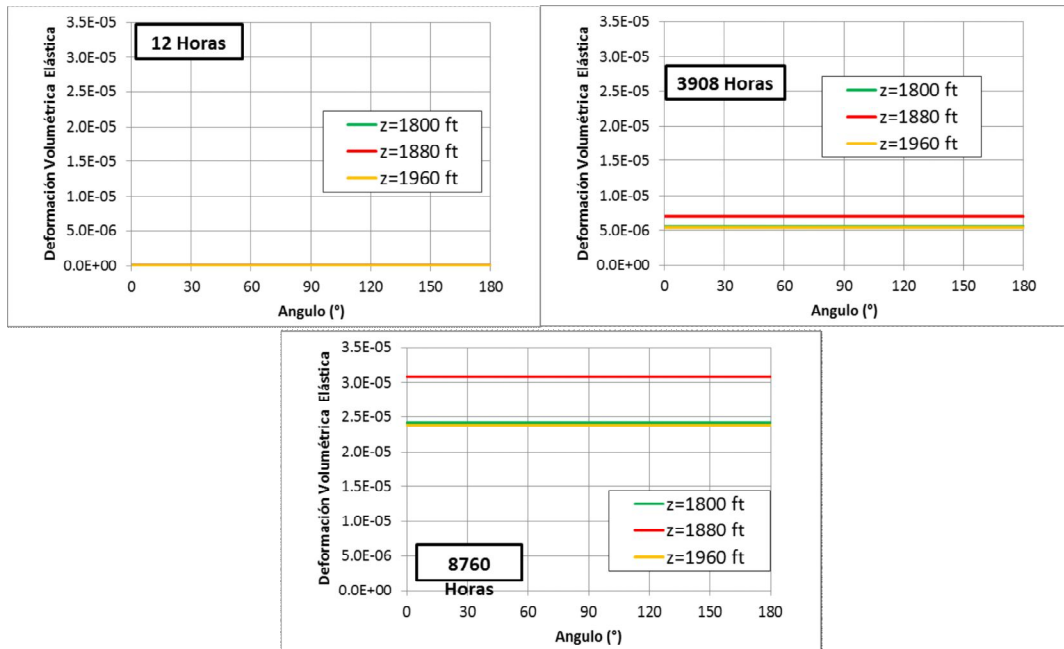 Deformación Volumétrica Elástica
3.5E-05
3.0E-05
2.5E-05
2.0E-05
1.5E-05
1.0E-05
5.0E-06
0.0E+00
12 Horas
z=1800 ft
z=1880 ft
z=1960 ft
0 30 60 90 120 150 180
Angulo (°)
Deformación Volumétrica Elástica
3.5E-05
3.0E-05
2.5E-05
2.0E-05
1.5E-05
1.0E-05
5.0E-06
0.0E+00
3908 Horas
z=1800 ft
z=1880 ft
z=1960 ft
0 30 60 90 120 150 180
Angulo (°)
Deformación Volumétrica Elástica
3.5E-05
3.0E-05
2.5E-05
2.0E-05
1.5E-05
1.0E-05
5.0E-06
0.0E+00
z=1800 ft
z=1880 ft
z=1960 ft
8760
Horas
0 30 60 90 120 150 180
Angulo (°)